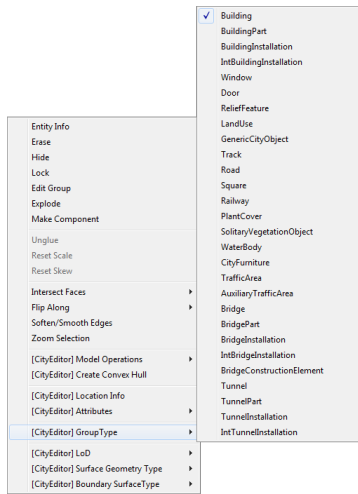 Entity Info
Erase
Hide
Lock
Edit Group
Explode
Make Component
Unglue
Reset Scale
Reset Skew
Intersect Faces
Flip Along
Soften/Smooth Edges
Zoom Selection
[CityEditor] Model Operations
[CityEditor] Create Convex Hull
[CityEditor] Location Info
[CityEditor] Attributes
[CityEditor] GroupType
[CityEditor] LoD
[CityEditor] Surface Geometry Type
[CityEditor] Boundary SurfaceType
Building
BuildingPart
BuildingInstallation
IntBuildingInstallation
Window
Door
ReliefFeature
LandUse
GenericCityObject
Track
Road
Square
Railway
PlantCover
SolitaryVegetationObject
WaterBody
CityFurniture
TrafficArea
AuxiliaryTrafficArea
Bridge
BridgePart
BridgeInstallation
IntBridgeInstallation
BridgeConstructionElement
Tunnel
TunnelPart
TunnelInstallation
IntTunnelInstallation